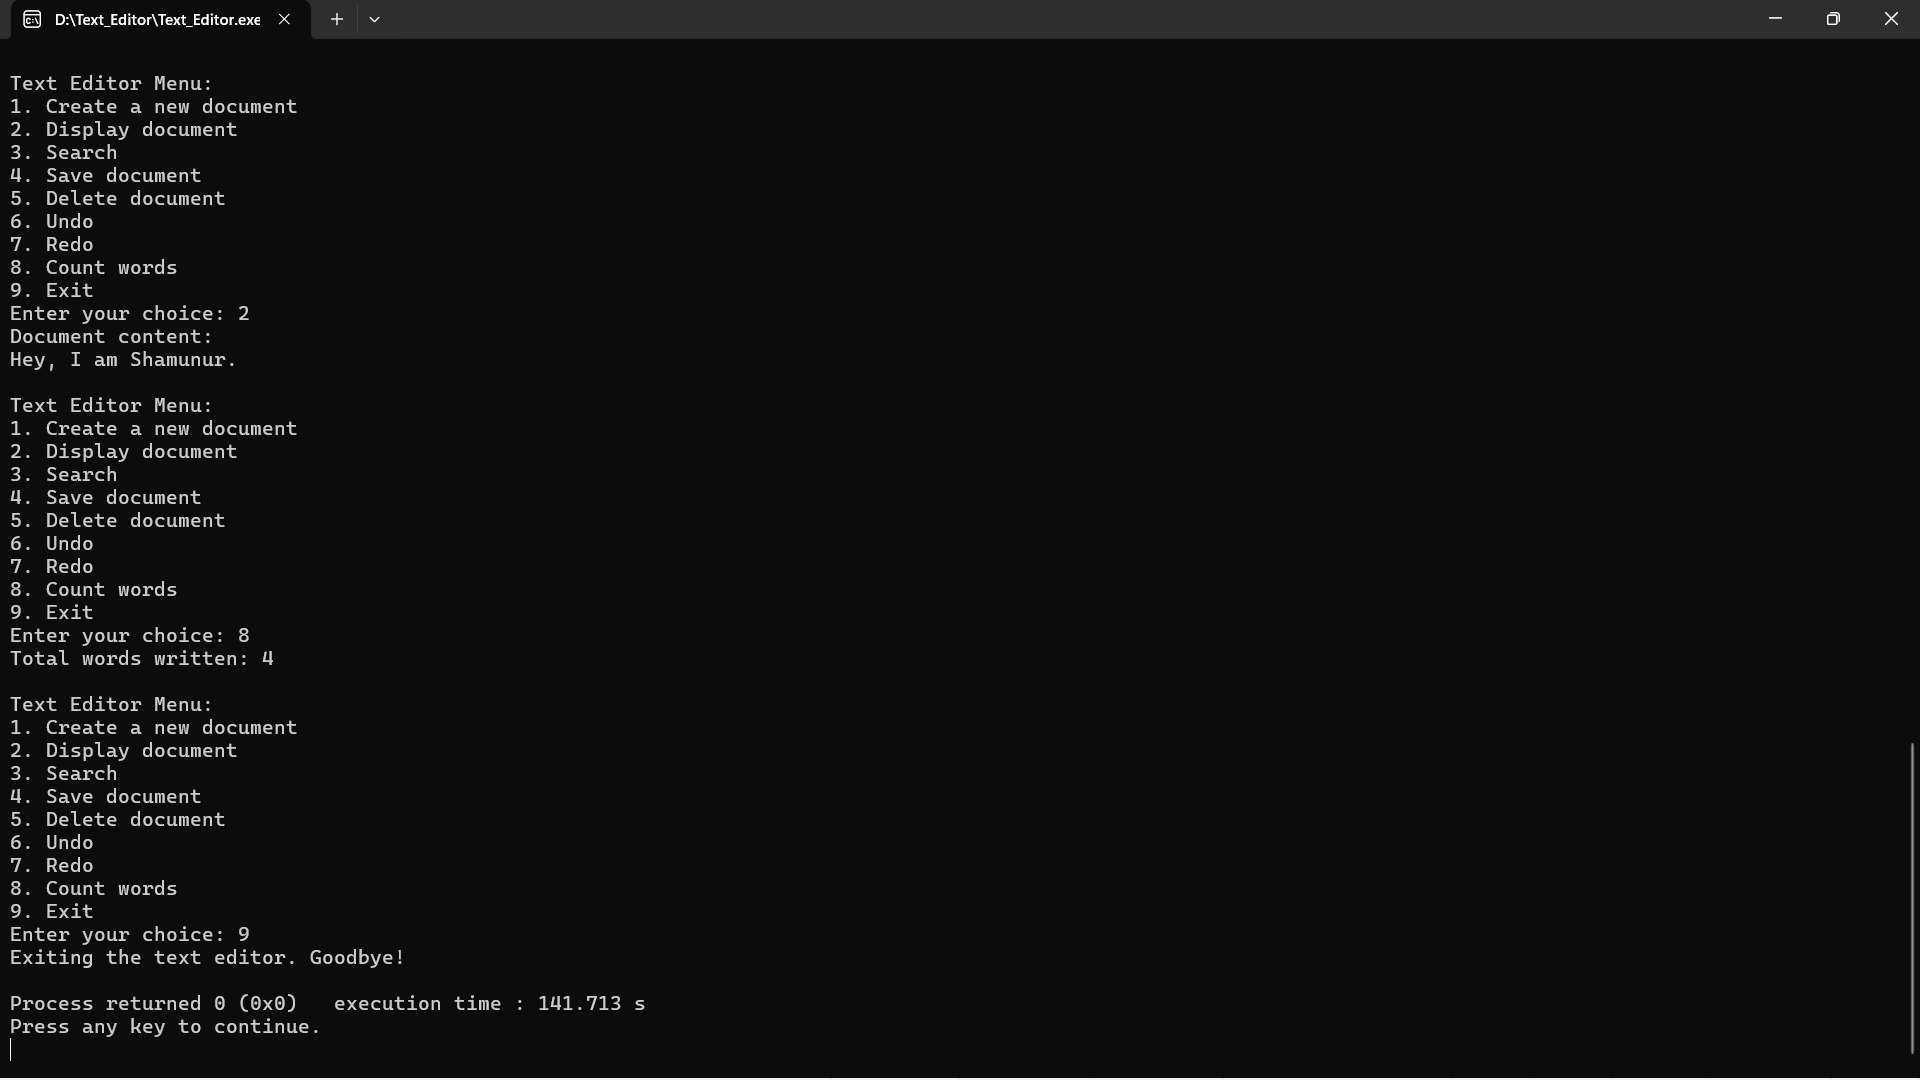 D:\Text_Editor\Text_Editor.exe
Text Editor Menu:
1. Create a new document
2. Display document
3. Search
4. Save document
5. Delete document
6. Undo
7. Redo
8. Count words
9. Exit
Enter your choice: 2
Document content:
Hey, I am Shamunur.
Text Editor Menu:
1. Create a new document
2. Display document
3. Search
4. Save document
5. Delete document
6. Undo
7. Redo
8. Count words
9. Exit
Enter your choice: 8
Total words written: 4
Text Editor Menu:
1. Create a new document
2. Display document
3. Search
4. Save document
5. Delete document
6. Undo
7. Redo
8. Count words
9. Exit
Enter your choice: 9
Exiting the text editor. Goodbye!
Process returned 0 (0x0)   execution time : 141.713 s
Press any key to continue.